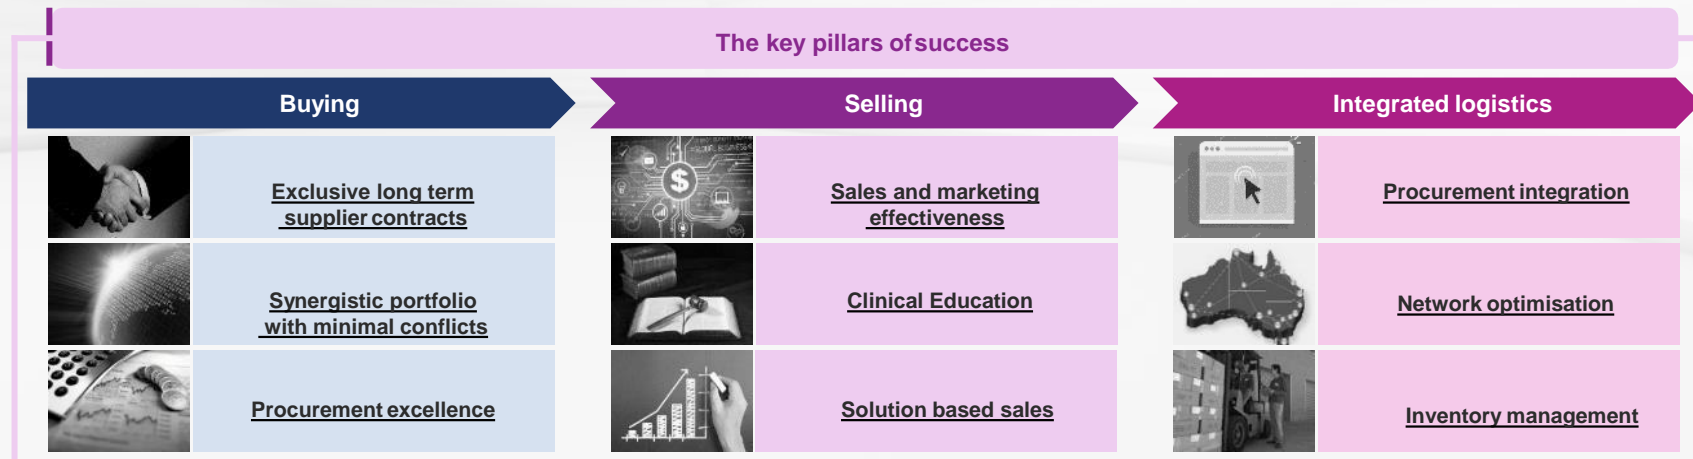 The key pillars of success
Buying
Selling
Integrated logistics
Exclusive long term
supplier contracts
Sales and marketing
effectiveness
Procurement integration
Synergistic portfolio
with minimal conflicts
Clinical Education
Network optimisation
Procurement excellence
Solution based sales
Inventory management